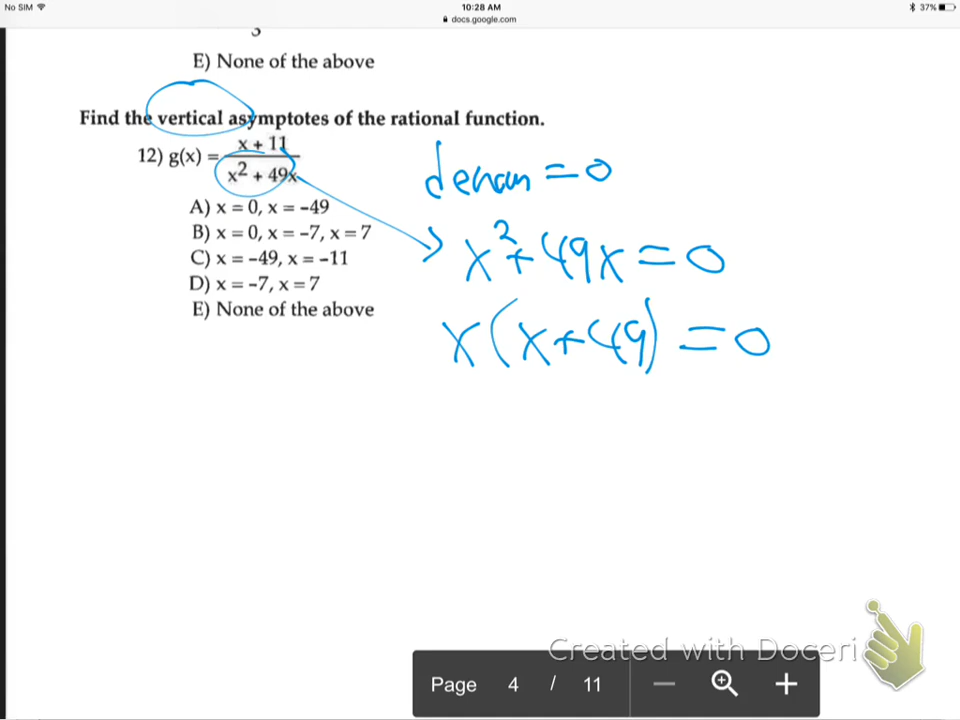 No SIM 10:28 AM 37%
docs.google.com
3
E) None of the above
Find the vertical asymptotes of the rational function.
12) g(x) = x + 11 / x² + 49x
A) x = 0, x = −49
B) x = 0, x = −7, x = 7
C) x = −49, x = −11
D) x = −7, x = 7
E) None of the above
denom = 0
x² + 49x = 0
x(x+49) = 0
Created with Doceri
Page 4 / 11